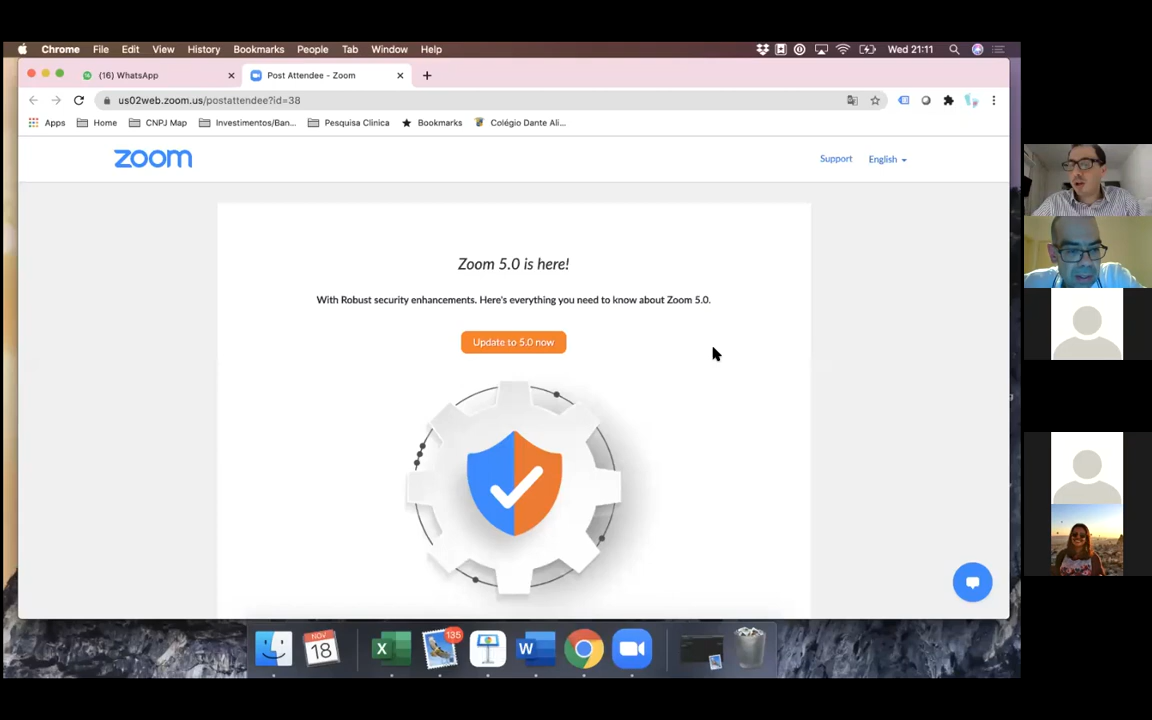 Chrome File Edit View History Bookmarks People Tab Window Help Wed 21:11
(16) WhatsApp Post Attendee - Zoom
us02web.zoom.us/postattendee?id=38
Apps Home CNPJ Map Investimentos/Ban... Pesquisa Clinica Bookmarks Colégio Dante Ali...
zoom Support English
Zoom 5.0 is here!
With Robust security enhancements. Here's everything you need to know about Zoom 5.0.
Update to 5.0 now
NOV
18
X
135
W